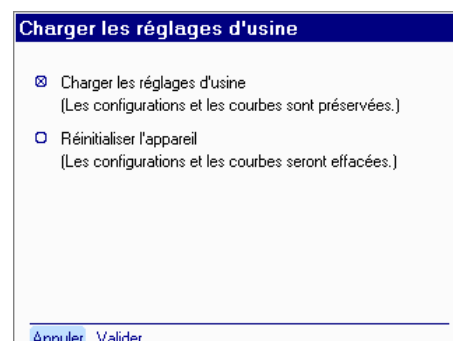 Charger les réglages d'usine
Charger les réglages d'usine
(Les configurations et les courbes sont préservées.)
Réinitialiser l'appareil
(Les configurations et les courbes seront effacées.)
Annuler Valider